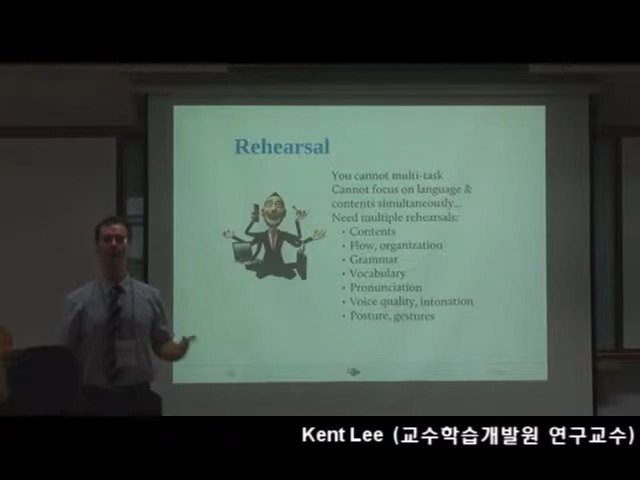 Rehearsal
You cannot multi-task
Cannot focus on language &
contents simultaneously...
Need multiple rehearsals:
• Contents
• Flow, organization
• Grammar
• Vocabulary
• Pronunciation
• Voice quality, intonation
• Posture, gestures
Kent Lee (교수학습개발원 연구교수)